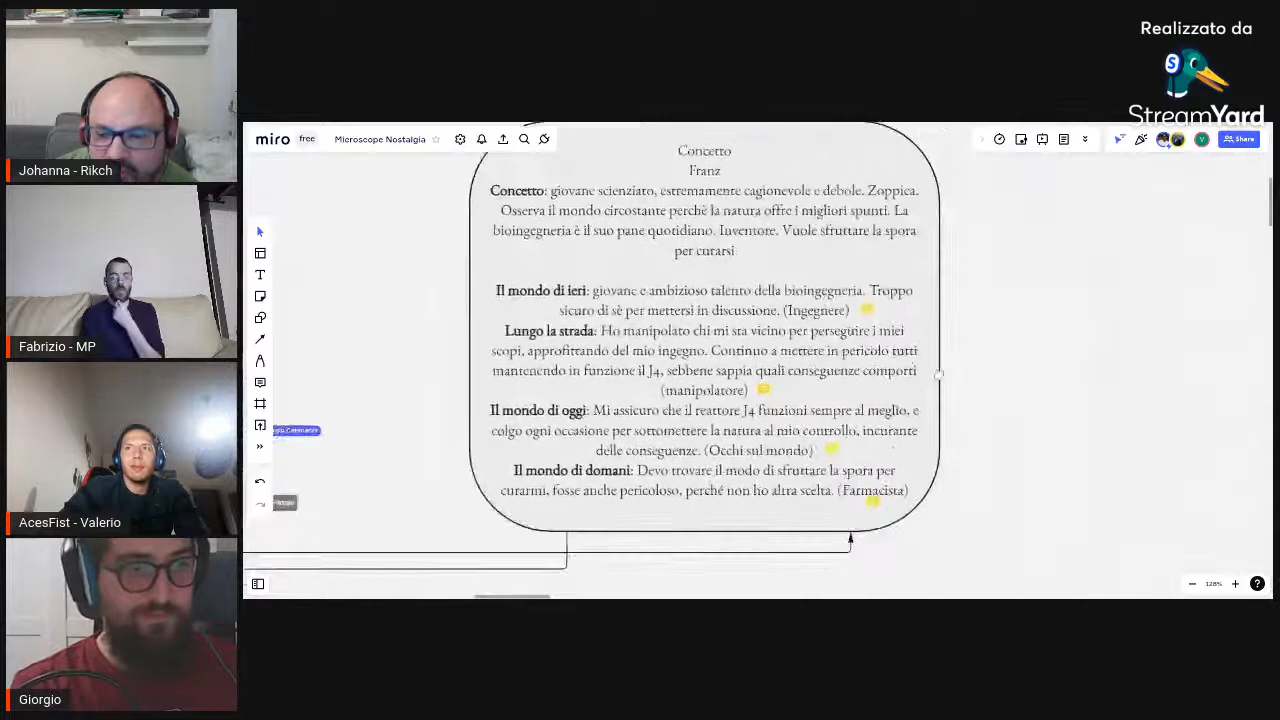 Realizzato da
StreamYard
miro free Microscope Nostalgia
Share
Concetto
Franz
Concetto: giovane scienziato, estremamente cagionevole e debole. Zoppica.
Osserva il mondo circostante perchè la natura offre i migliori spunti. La
bioingegneria è il suo pane quotidiano. Inventore. Vuole sfruttare la spora
per curarsi
Il mondo di ieri: giovane e ambizioso talento della bioingegneria. Troppo
sicuro di sè per mettersi in discussione. (Ingegnere)
Lungo la strada: Ho manipolato chi mi sta vicino per perseguire i miei
scopi, approfittando del mio ingegno. Continuo a mettere in pericolo tutti
mantenendo in funzione il J4, sebbene sappia quali conseguenze comporti
(manipolatore)
Il mondo di oggi: Mi assicuro che il reattore J4 funzioni sempre al meglio, e
colgo ogni occasione per sottomettere la natura al mio controllo, incurante
delle conseguenze. (Occhi sul mondo)
Il mondo di domani: Devo trovare il modo di sfruttare la spora per
curarmi, fosse anche pericoloso, perché non ho altra scelta. (Farmacista)
128%
Johanna - Rikch
Fabrizio - MP
AcesFist - Valerio
Giorgio